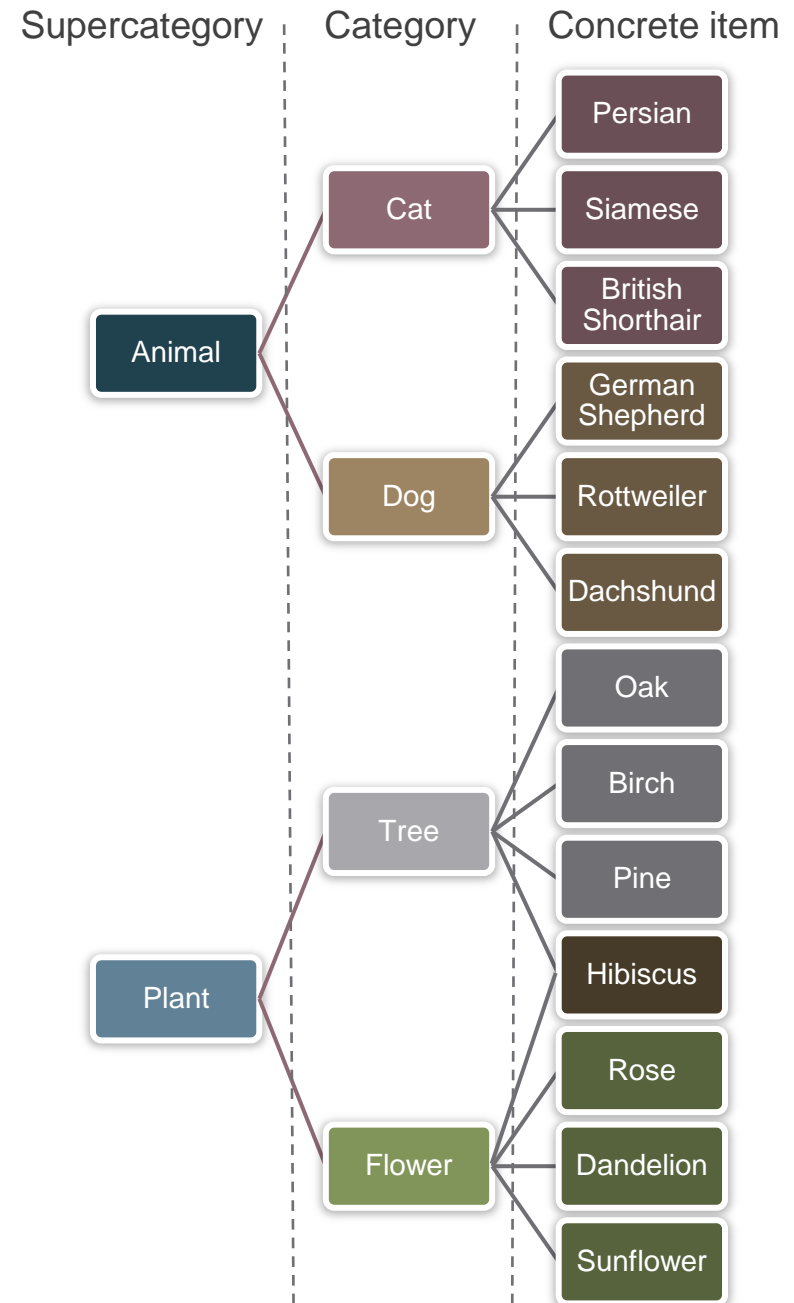 Supercategory
Category
Concrete item
Persian
Cat
Siamese
British
Shorthair
Animal
German
Shepherd
Dog
Rottweiler
Dachshund
Oak
Birch
Tree
Pine
Hibiscus
Plant
Rose
Flower
Dandelion
Sunflower